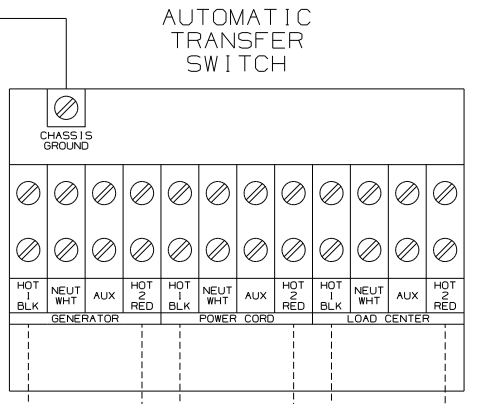 AUTOMATIC
TRANSFER
SWITCH
CHASSIS
GROUND
HOT 1 BLK
NEUT WHT
AUX
HOT 2 RED
HOT 1 BLK
NEUT WHT
AUX
HOT 2 RED
HOT 1 BLK
NEUT WHT
AUX
HOT 2 RED
GENERATOR
POWER CORD
LOAD CENTER